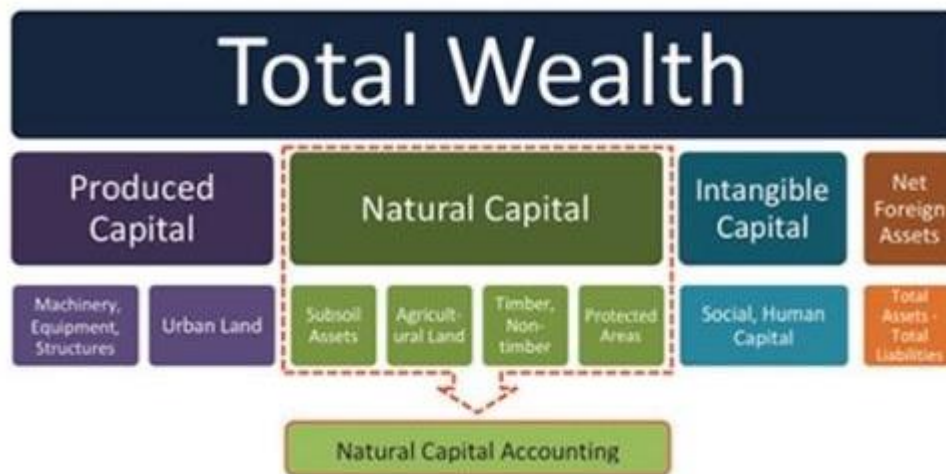 Total Wealth
Produced
Capital
Natural Capital
Intangible
Capital
Net
Foreign
Assets
Machinery,
Equipment,
Structures
Urban Land
Subsoil
Assets
Agricult-
ural Land
Timber,
Non-
timber
Protected
Areas
Social, Human
Capital
Total
Assets -
Total
Liabilities
Natural Capital Accounting